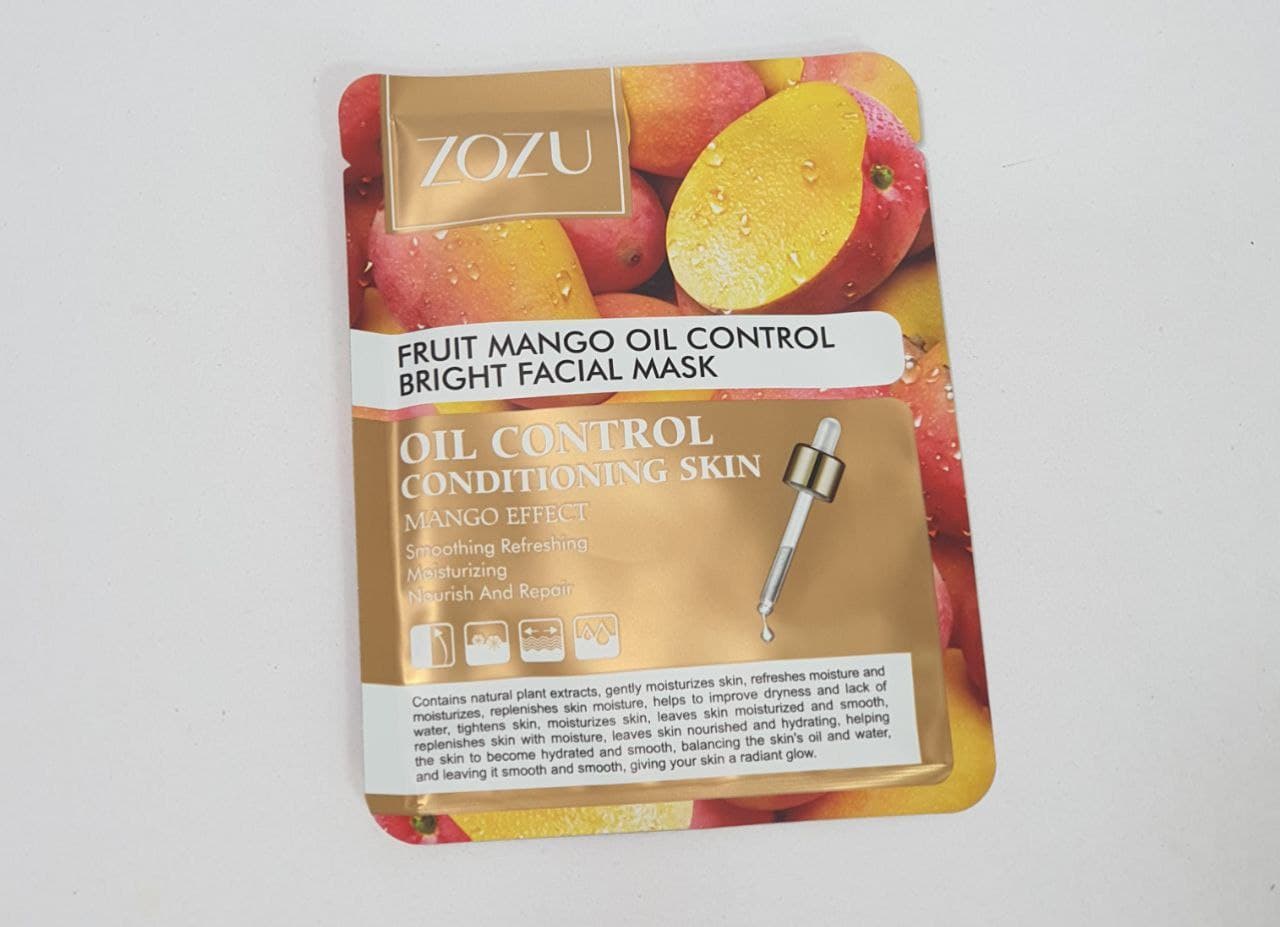 ZOZU
FRUIT MANGO OIL CONTROL
BRIGHT FACIAL MASK
OIL CONTROL
CONDITIONING SKIN
MANGO EFFECT
Smoothing Refreshing
Moisturizing
Nourish And Repair
Contains natural plant extracts, gently moisturizes skin, refreshes moisture and
moisturizes, replenishes skin moisture, helps to improve dryness and lack of
water, tightens skin, moisturizes skin, leaves skin moisturized and smooth,
replenishes skin with moisture, leaves skin nourished and hydrating, helping
the skin to become hydrated and smooth, balancing the skin's oil and water,
and leaving it smooth and smooth, giving your skin a radiant glow.